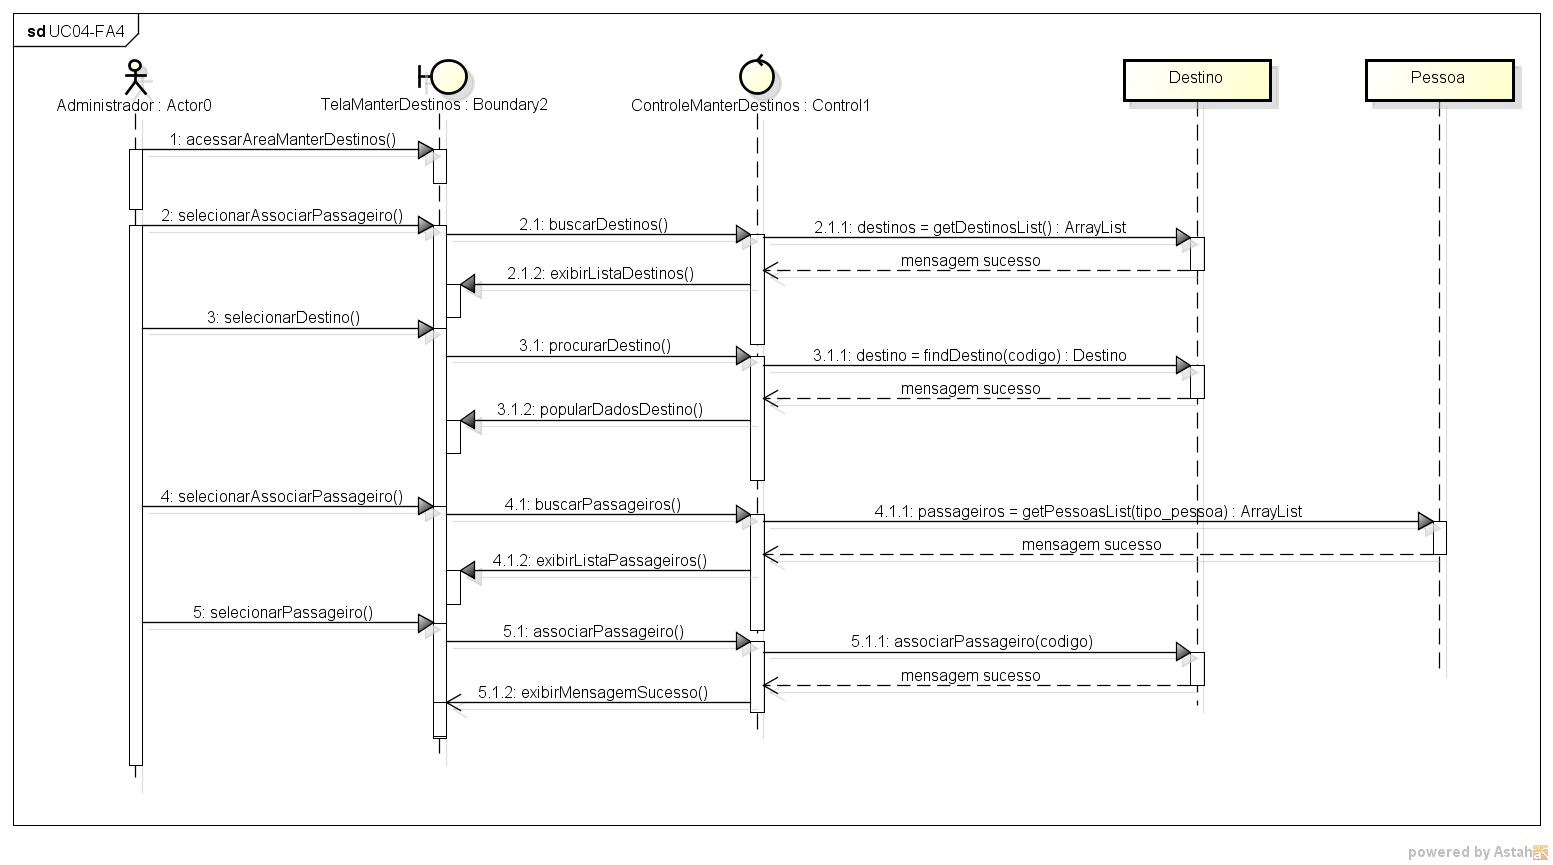 sd UC04-FA4
Administrador : Actor0
TelaManterDestinos : Boundary2
ControleManterDestinos : Control1
Destino
Pessoa
1: acessarAreaManterDestinos()
2: selecionarAssociarPassageiro()
2.1: buscarDestinos()
2.1.1: destinos = getDestinosList() : ArrayList
mensagem sucesso
2.1.2: exibirListaDestinos()
3: selecionarDestino()
3.1: procurarDestino()
3.1.1: destino = findDestino(codigo) : Destino
mensagem sucesso
3.1.2: popularDadosDestino()
4: selecionarAssociarPassageiro()
4.1: buscarPassageiros()
4.1.1: passageiros = getPessoasList(tipo_pessoa) : ArrayList
mensagem sucesso
4.1.2: exibirListaPassageiros()
5: selecionarPassageiro()
5.1: associarPassageiro()
5.1.1: associarPassageiro(codigo)
mensagem sucesso
5.1.2: exibirMensagemSucesso()
powered by Astah